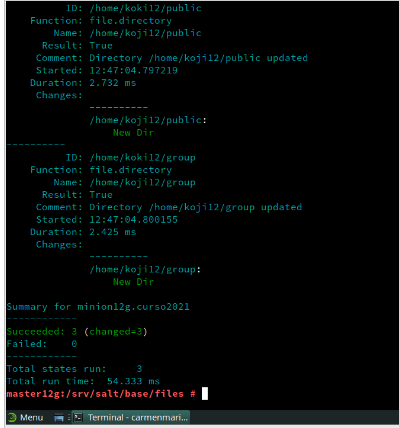 ID: /home/koki12/public
Function: file.directory
Name: /home/koji12/public
Result: True
Comment: Directory /home/koji12/public updated
Started: 12:47:04.797219
Duration: 2.732 ms
Changes:
----------
/home/koji12/public:
New Dir
----------
ID: /home/koki12/group
Function: file.directory
Name: /home/koji12/group
Result: True
Comment: Directory /home/koji12/group updated
Started: 12:47:04.800155
Duration: 2.425 ms
Changes:
----------
/home/koji12/group:
New Dir

Summary for minion12g.curso2021
------------
Succeeded: 3 (changed=3)
Failed:    0
------------
Total states run:     3
Total run time:  54.333 ms
master12g:/srv/salt/base/files #
Menu Terminal - carmenmari...